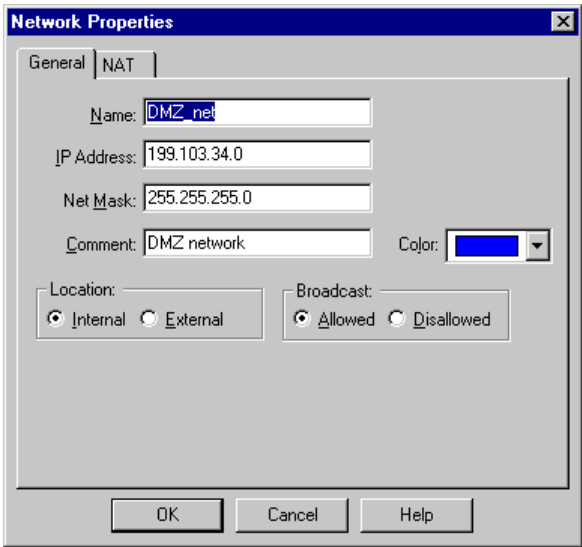 Network Properties
General NAT
Name: DMZ_net
IP Address: 199.103.34.0
Net Mask: 255.255.255.0
Comment: DMZ network Color:
Location: Broadcast:
Internal External Allowed Disallowed
OK Cancel Help